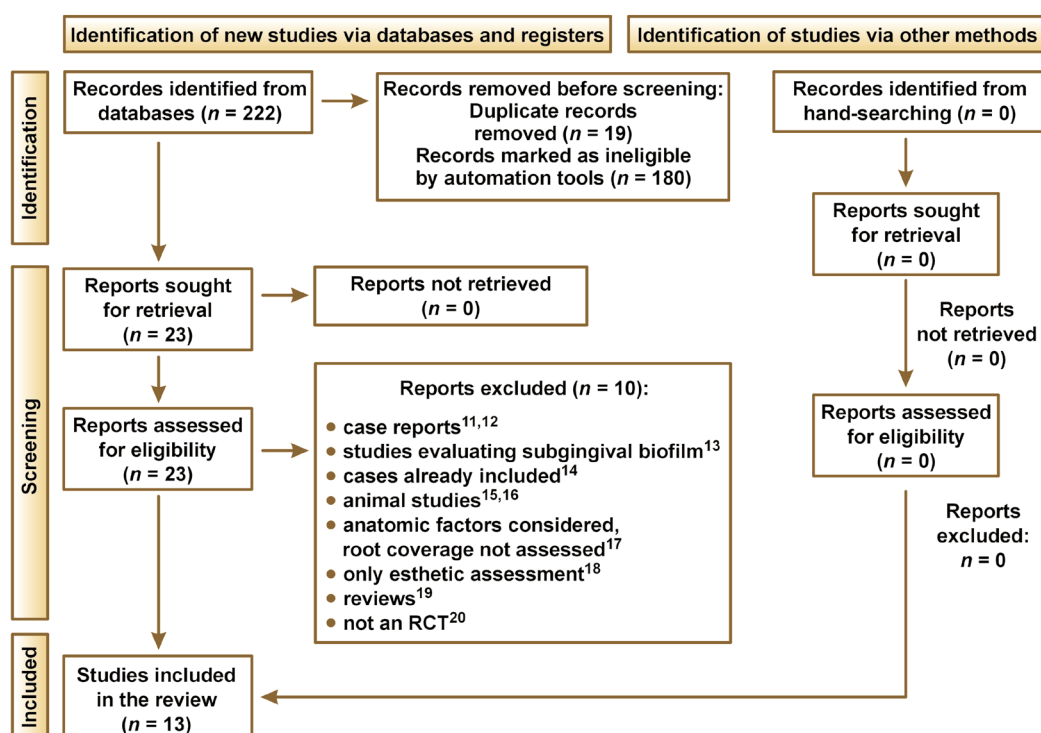 Identification of new studies via databases and registers
Identification of studies via other methods
Identification
Recordes identified from
databases (n = 222)
Records removed before screening:
Duplicate records
removed (n = 19)
Records marked as ineligible
by automation tools (n = 180)
Recordes identified from
hand-searching (n = 0)
Reports sought
for retrieval
(n = 0)
Screening
Reports sought
for retrieval
(n = 23)
Reports not retrieved
(n = 0)
Reports
not retrieved
(n = 0)
Reports assessed
for eligibility
(n = 23)
Reports excluded (n = 10):
• case reports11,12
• studies evaluating subgingival biofilm13
• cases already included14
• animal studies15,16
• anatomic factors considered,
root coverage not assessed17
• only esthetic assessment18
• reviews19
• not an RCT20
Reports assessed
for eligibility
(n = 0)
Reports
excluded:
n = 0
Included
Studies included
in the review
(n = 13)